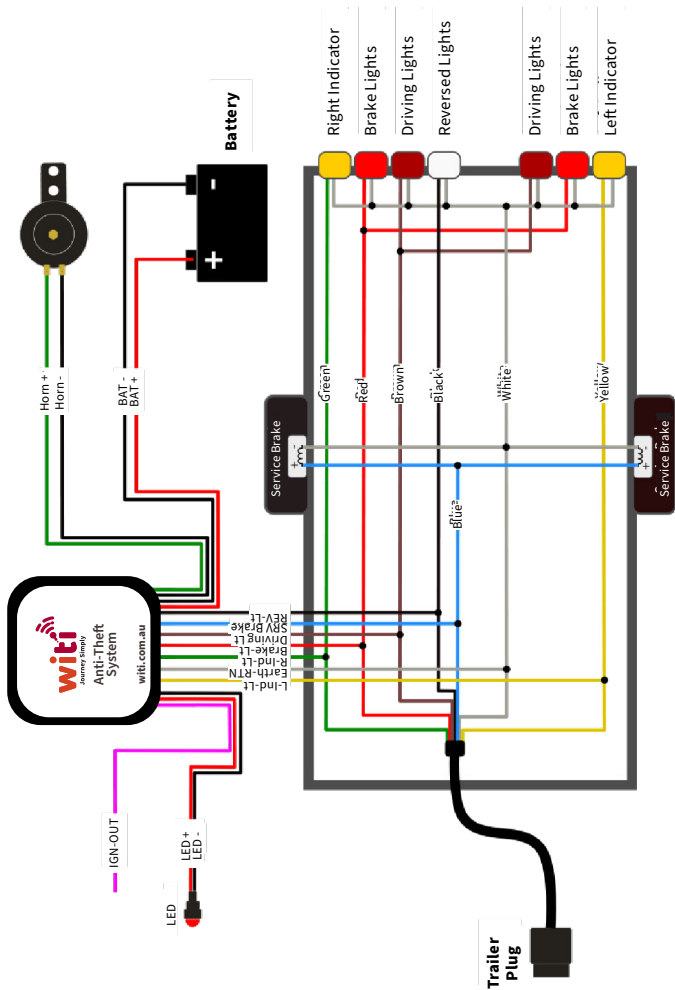 Right Indicator
Brake Lights
Driving Lights
Reversed Lights
Driving Lights
Brake Lights
Left Indicator
Battery
-
+
Horn +
Horn -
BAT -
BAT +
Green
Red
Brown
Black
White
Yellow
Service Brake
+ -
Service Brake
+ -
Blue
witi
Journey Simply
Anti-Theft
System
witi.com.au
REV-Lt
SRV Brake
Driving Lt
Brake-Lt
R-Ind-Lt
Earth-RTN
L-Ind-Lt
IGN-OUT
LED +
LED -
LED
Trailer
Plug